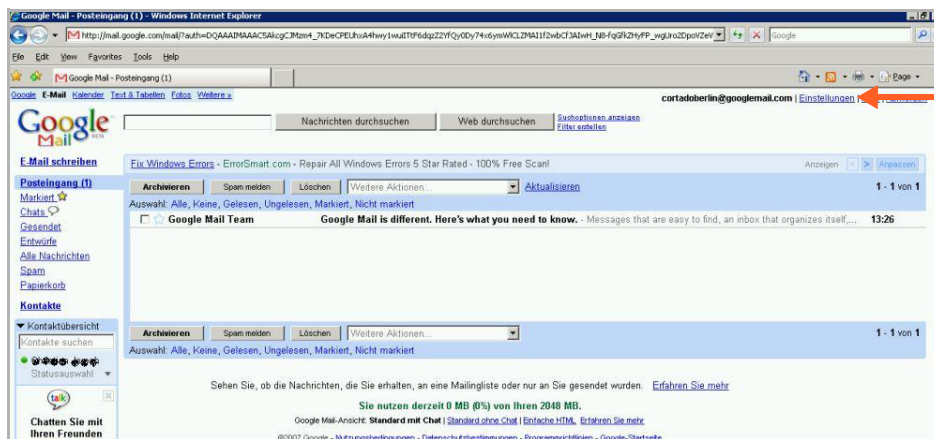 Google Mail - Posteingang (1) - Windows Internet Explorer
Google
File Edit View Favorites Tools Help
Google Mail - Posteingang (1)
Page
Google E-Mail Kalender Text & Tabellen Fotos Weitere »
cortadoberlin@googlemail.com | Einstellungen |
Google Mail BETA
Nachrichten durchsuchen Web durchsuchen Suchoptionen anzeigen
Filter erstellen
E-Mail schreiben
Fix Windows Errors - ErrorSmart.com - Repair All Windows Errors 5 Star Rated - 100% Free Scan! Anzeigen < > Anpassen
Posteingang (1)
Archivieren Spam melden Löschen Weitere Aktionen... Aktualisieren 1 - 1 von 1
Markiert
Auswahl: Alle, Keine, Gelesen, Ungelesen, Markiert, Nicht markiert
Chats
Google Mail Team Google Mail is different. Here's what you need to know. - Messages that are easy to find, an inbox that organizes itself,... 13:26
Gesendet
Entwürfe
Alle Nachrichten
Spam
Papierkorb
Kontakte
Kontaktübersicht
Kontakte suchen
Archivieren Spam melden Löschen Weitere Aktionen... 1 - 1 von 1
Auswahl: Alle, Keine, Gelesen, Ungelesen, Markiert, Nicht markiert
Statusauswahl
Sehen Sie, ob die Nachrichten, die Sie erhalten, an eine Mailingliste oder nur an Sie gesendet wurden. Erfahren Sie mehr
talk
Sie nutzen derzeit 0 MB (0%) von Ihren 2048 MB.
Chatten Sie mit
Ihren Freunden
Google Mail-Ansicht: Standard mit Chat | Standard ohne Chat | Einfache HTML Erfahren Sie mehr
©2007 Google - Nutzungsbedingungen - Datenschutzbestimmungen - Programmrichtlinien - Google-Startseite